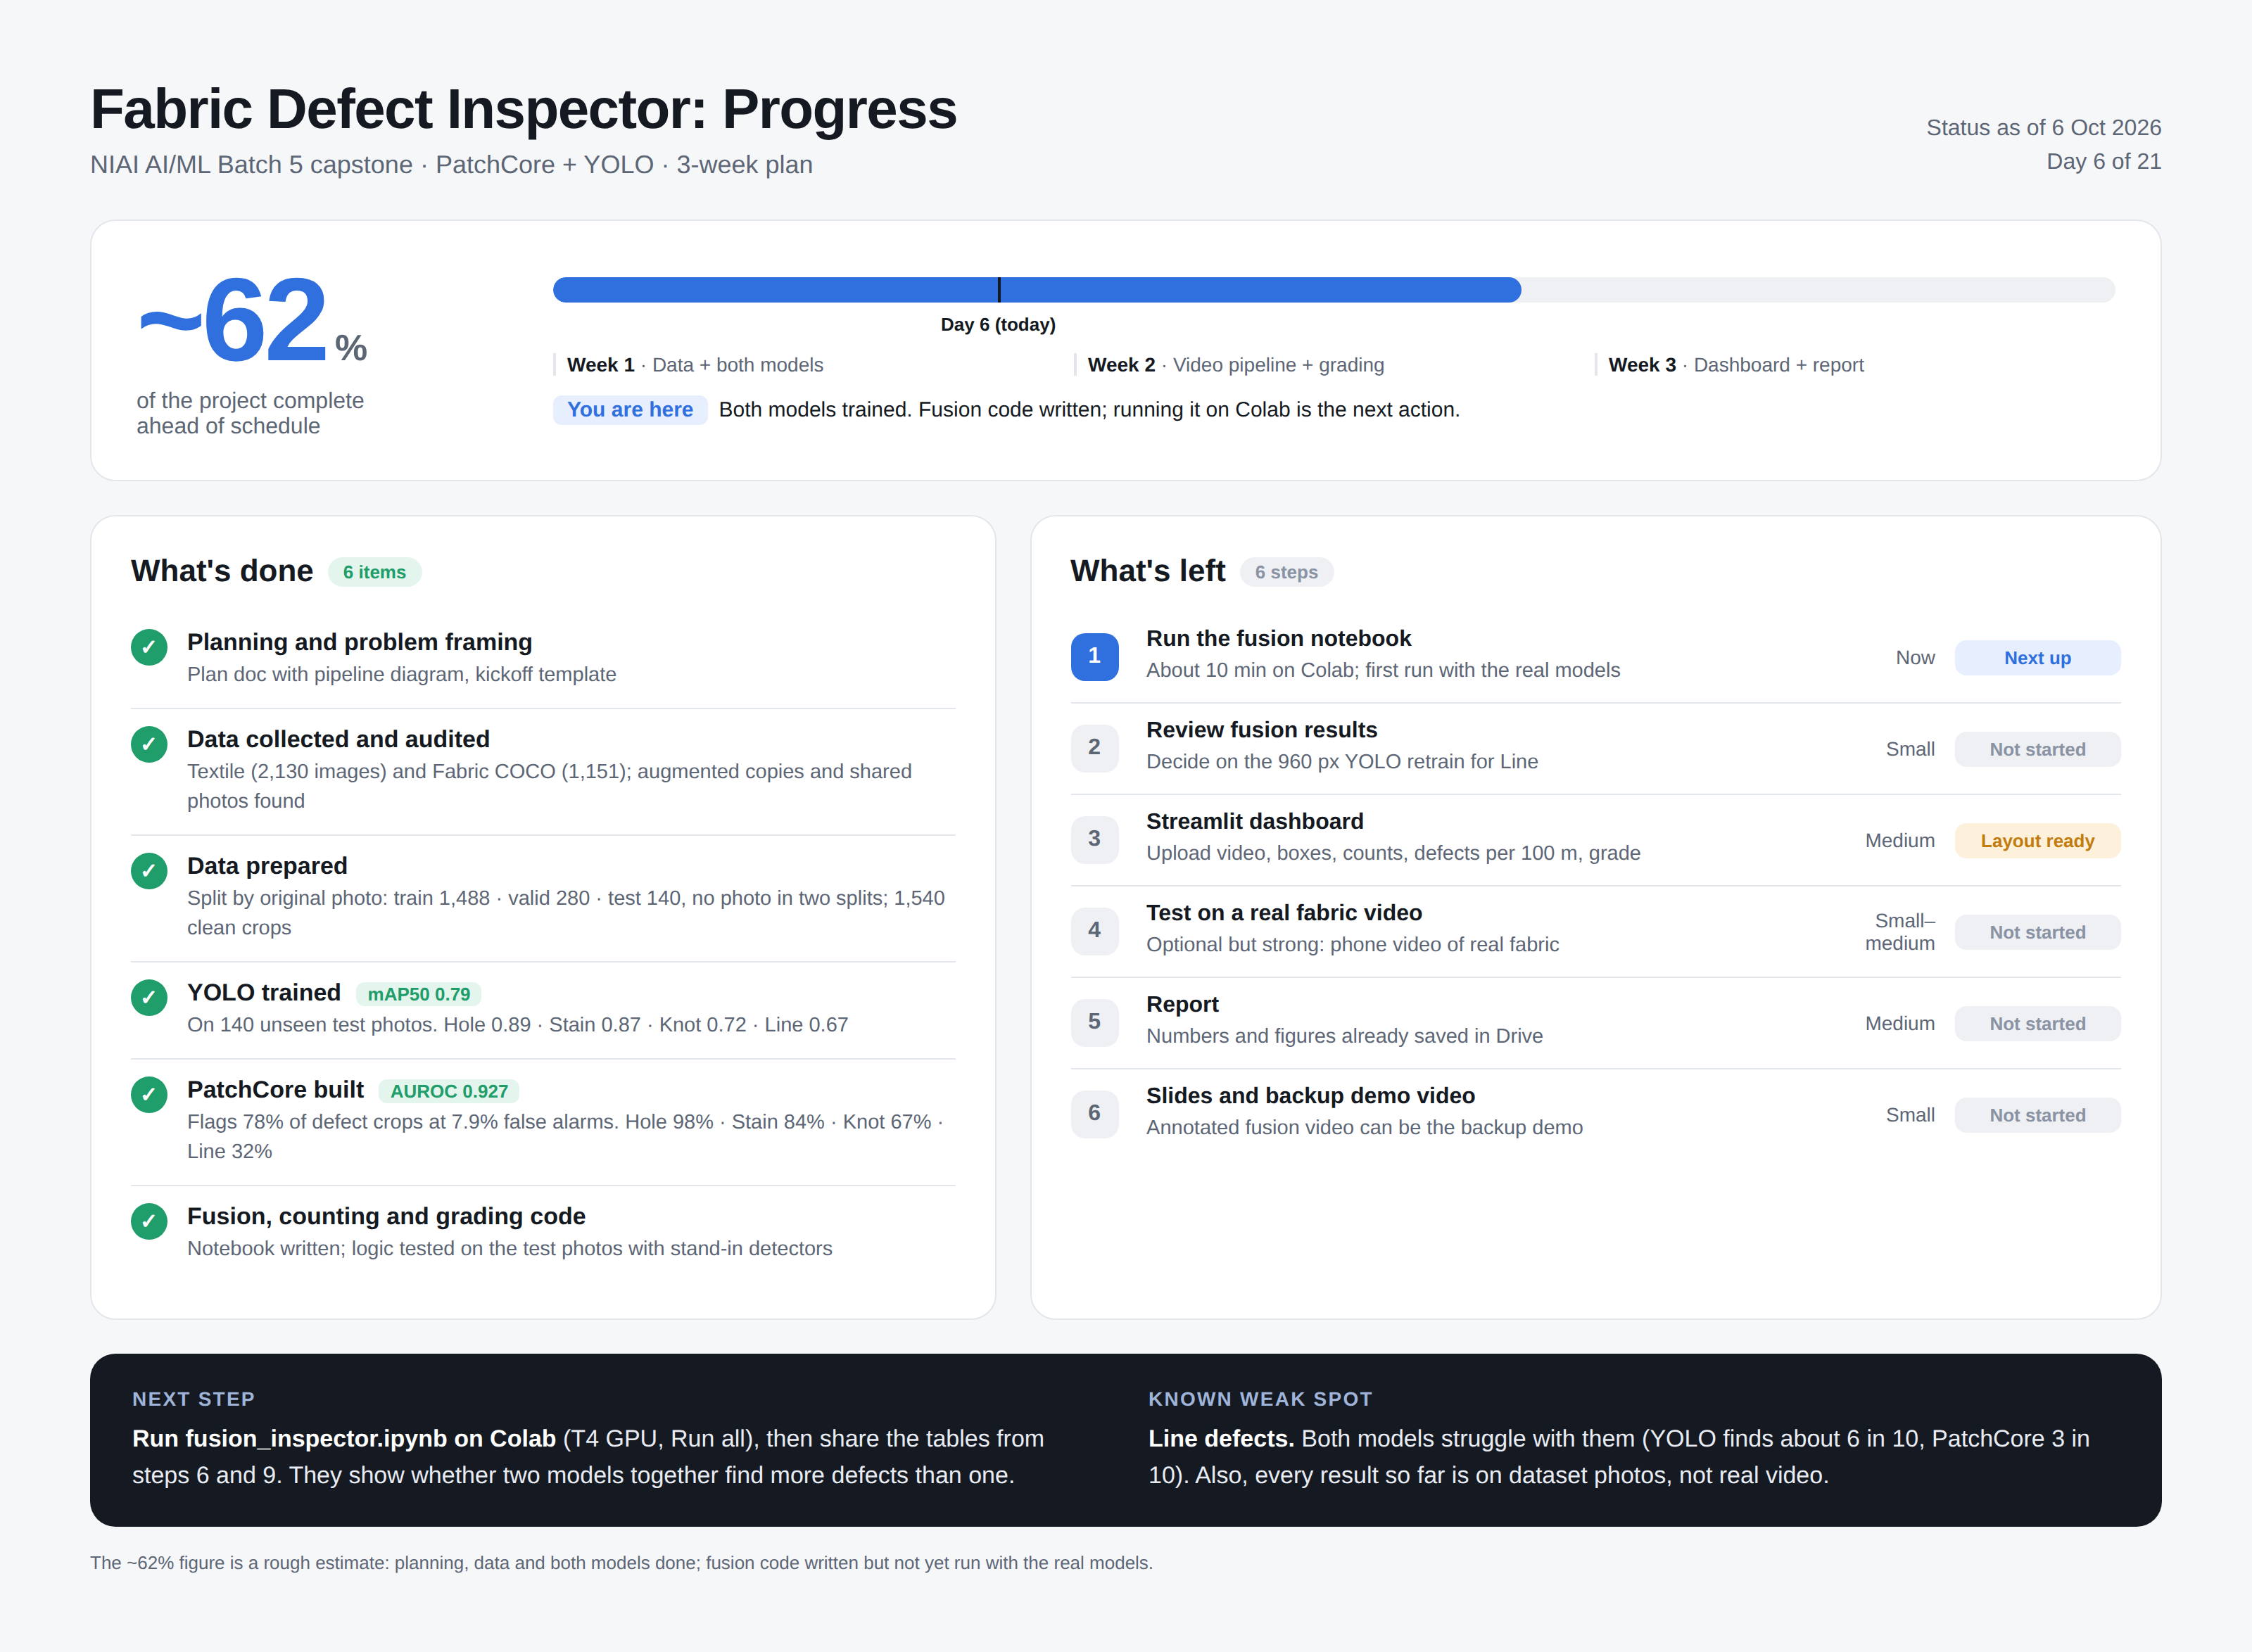 Fabric Defect Inspector: Progress
NIAI AI/ML Batch 5 capstone · PatchCore + YOLO · 3-week plan
Status as of 6 Oct 2026
Day 6 of 21
~62 %
of the project complete
ahead of schedule
Day 6 (today)
Week 1 · Data + both models
Week 2 · Video pipeline + grading
Week 3 · Dashboard + report
You are here Both models trained. Fusion code written; running it on Colab is the next action.
What's done 6 items
✓ Planning and problem framing
Plan doc with pipeline diagram, kickoff template
✓ Data collected and audited
Textile (2,130 images) and Fabric COCO (1,151); augmented copies and shared
photos found
✓ Data prepared
Split by original photo: train 1,488 · valid 280 · test 140, no photo in two splits; 1,540
clean crops
✓ YOLO trained mAP50 0.79
On 140 unseen test photos. Hole 0.89 · Stain 0.87 · Knot 0.72 · Line 0.67
✓ PatchCore built AUROC 0.927
Flags 78% of defect crops at 7.9% false alarms. Hole 98% · Stain 84% · Knot 67% ·
Line 32%
✓ Fusion, counting and grading code
Notebook written; logic tested on the test photos with stand-in detectors
What's left 6 steps
1 Run the fusion notebook
About 10 min on Colab; first run with the real models
Now Next up
2 Review fusion results
Decide on the 960 px YOLO retrain for Line
Small Not started
3 Streamlit dashboard
Upload video, boxes, counts, defects per 100 m, grade
Medium Layout ready
4 Test on a real fabric video
Optional but strong: phone video of real fabric
Small–
medium
Not started
5 Report
Numbers and figures already saved in Drive
Medium Not started
6 Slides and backup demo video
Annotated fusion video can be the backup demo
Small Not started
NEXT STEP
Run fusion_inspector.ipynb on Colab (T4 GPU, Run all), then share the tables from
steps 6 and 9. They show whether two models together find more defects than one.
KNOWN WEAK SPOT
Line defects. Both models struggle with them (YOLO finds about 6 in 10, PatchCore 3 in
10). Also, every result so far is on dataset photos, not real video.
The ~62% figure is a rough estimate: planning, data and both models done; fusion code written but not yet run with the real models.